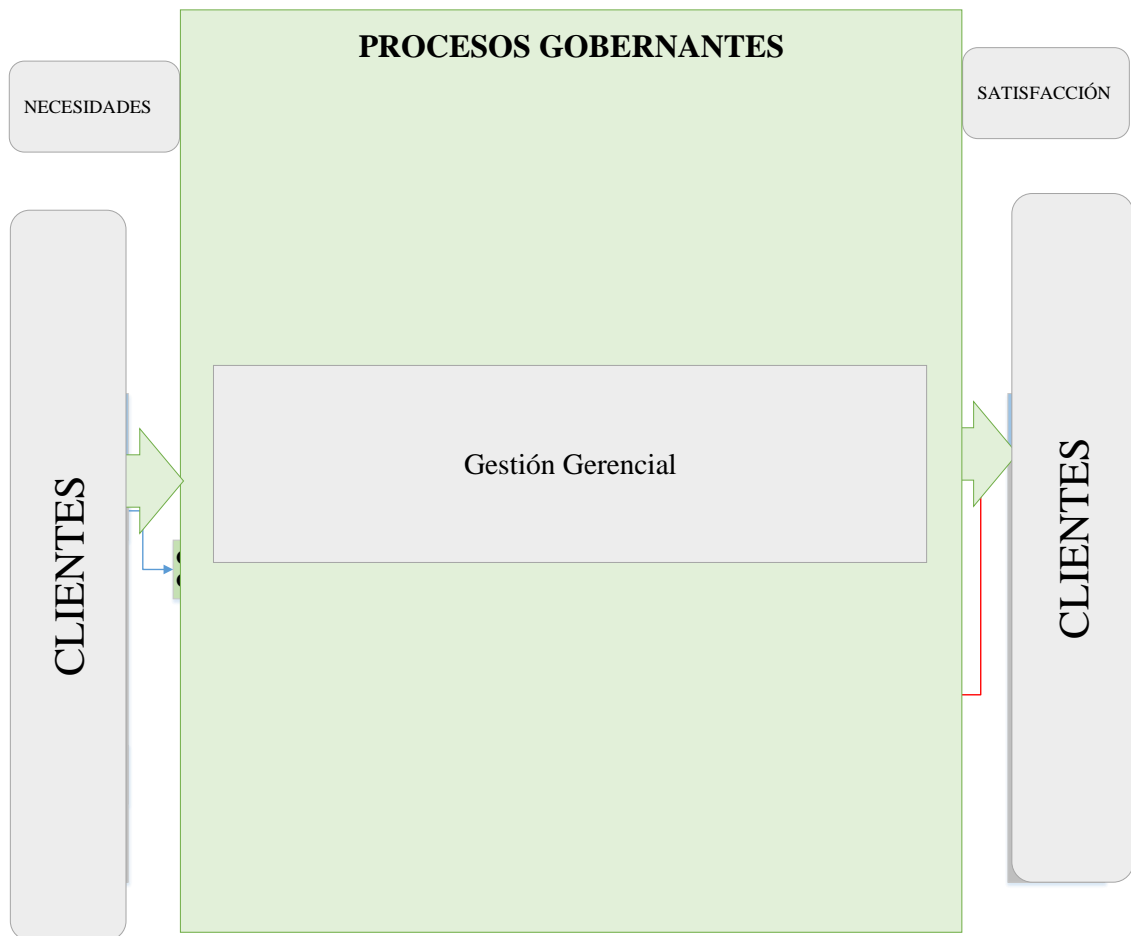 PROCESOS GOBERNANTES
NECESIDADES
SATISFACCIÓN
Gestión Gerencial
CLIENTES
CLIENTES